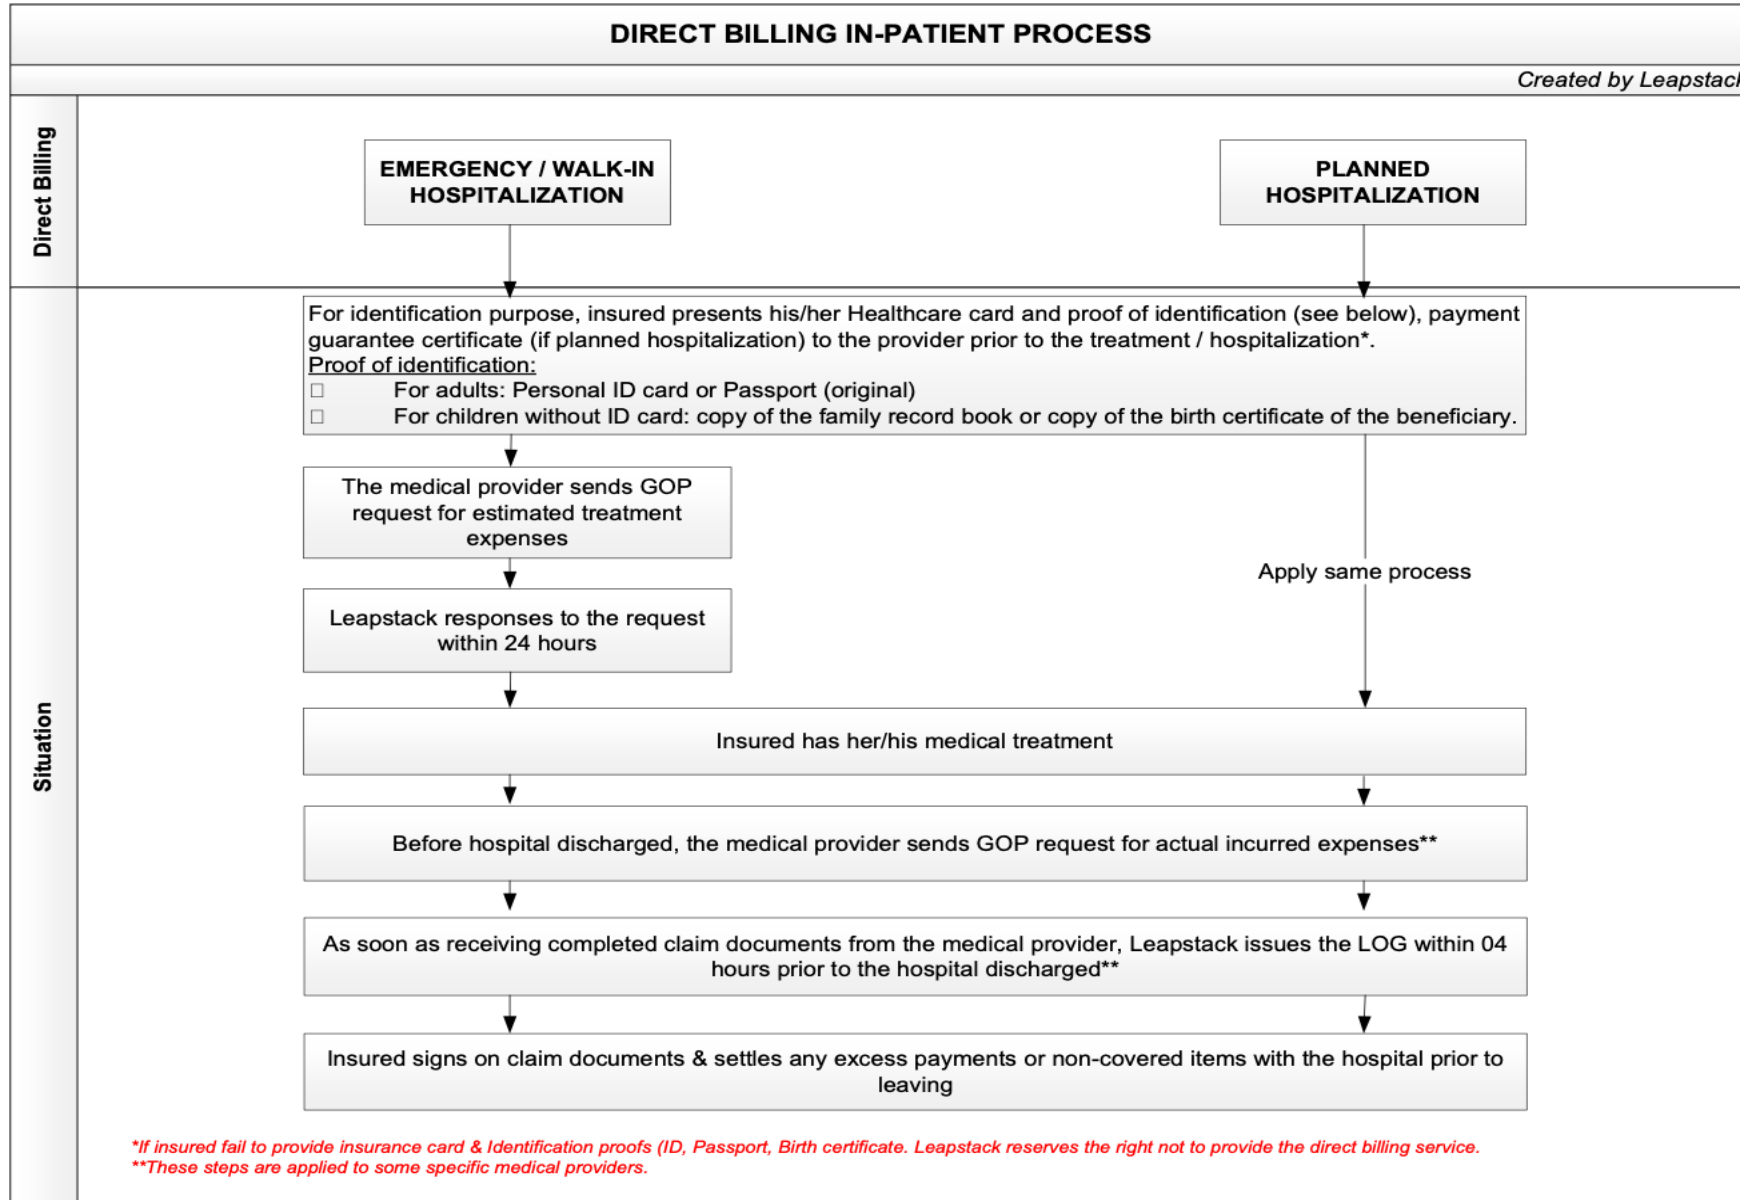 DIRECT BILLING IN-PATIENT PROCESS
Created by Leapstack
Direct Billing
EMERGENCY / WALK-IN
HOSPITALIZATION
PLANNED
HOSPITALIZATION
Situation
For identification purpose, insured presents his/her Healthcare card and proof of identification (see below), payment
guarantee certificate (if planned hospitalization) to the provider prior to the treatment / hospitalization*.
Proof of identification:
For adults: Personal ID card or Passport (original)
For children without ID card: copy of the family record book or copy of the birth certificate of the beneficiary.
The medical provider sends GOP
request for estimated treatment
expenses
Apply same process
Leapstack responses to the request
within 24 hours
Insured has her/his medical treatment
Before hospital discharged, the medical provider sends GOP request for actual incurred expenses**
As soon as receiving completed claim documents from the medical provider, Leapstack issues the LOG within 04
hours prior to the hospital discharged**
Insured signs on claim documents & settles any excess payments or non-covered items with the hospital prior to
leaving
*If insured fail to provide insurance card & Identification proofs (ID, Passport, Birth certificate. Leapstack reserves the right not to provide the direct billing service.
**These steps are applied to some specific medical providers.